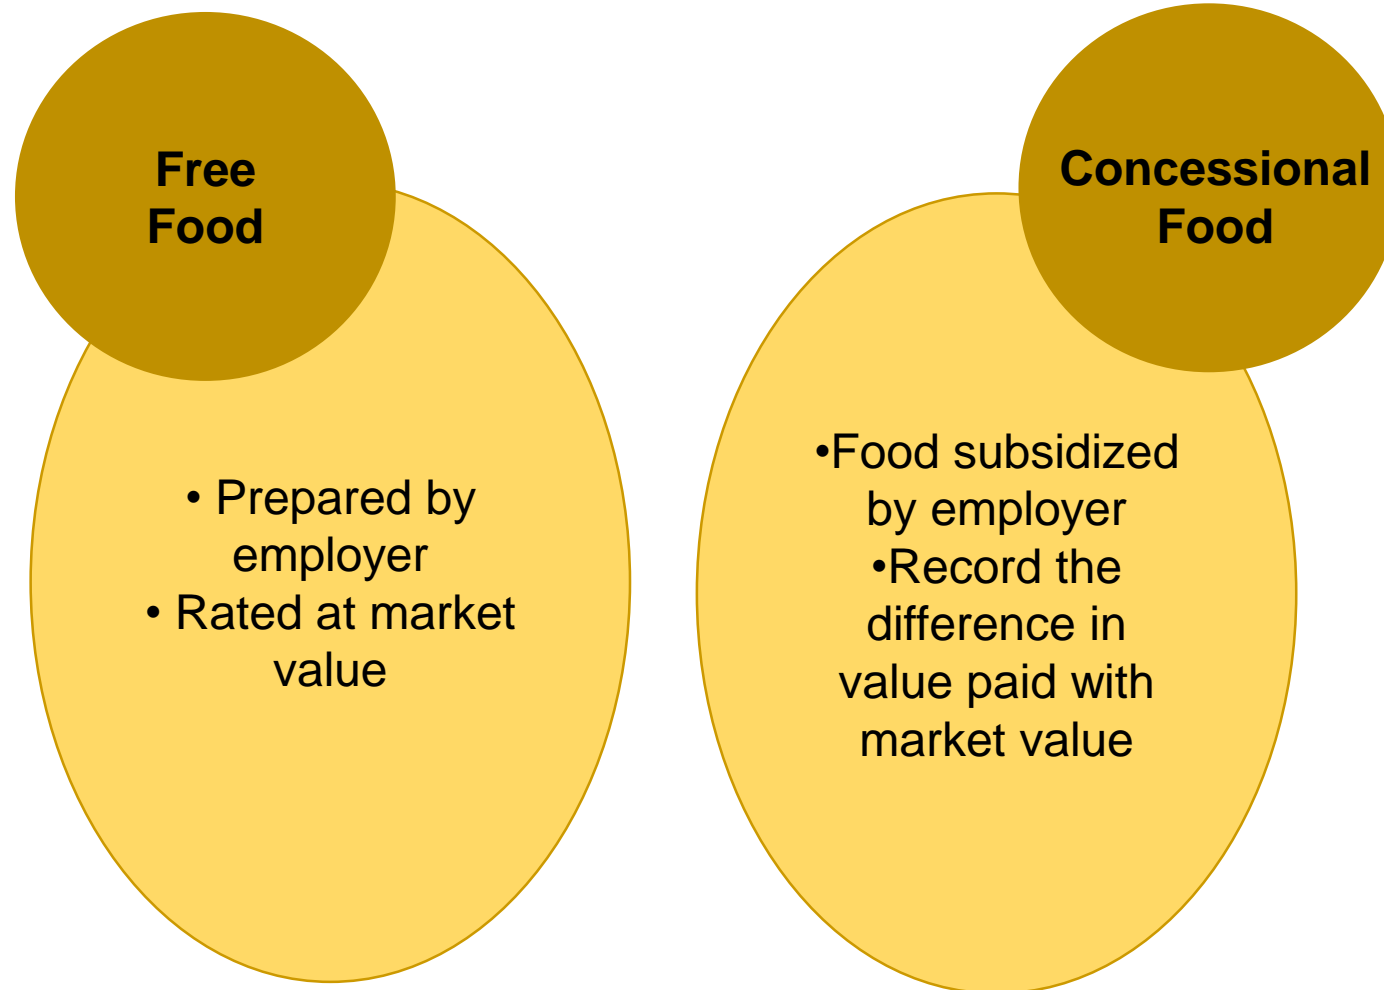 Free
Food
• Prepared by
employer
• Rated at market
value
Concessional
Food
•Food subsidized
by employer
•Record the
difference in
value paid with
market value